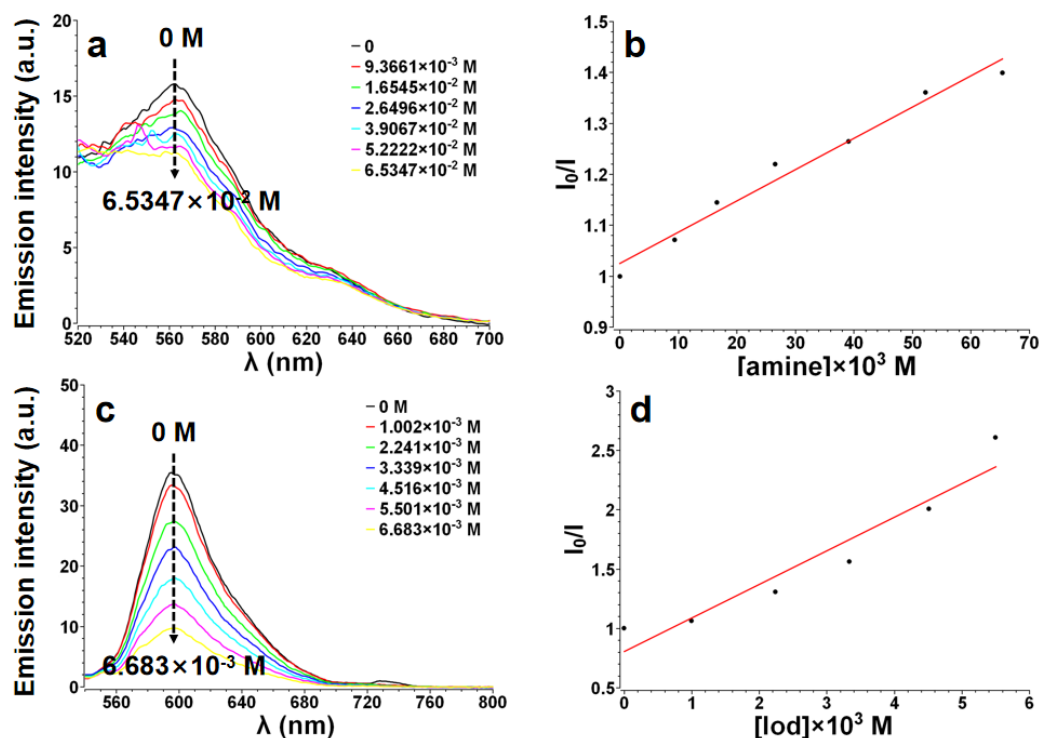 a
Emission intensity (a.u.)
20
15
10
5
0
520 540 560 580 600 620 640 660 680 700
λ (nm)
0 M
6.5347×10⁻² M
0
9.3661×10⁻³ M
1.6545×10⁻² M
2.6496×10⁻² M
3.9067×10⁻² M
5.2222×10⁻² M
6.5347×10⁻² M
b
I₀/I
1.5
1.4
1.3
1.2
1.1
1
0.9
0 10 20 30 40 50 60 70
[amine]×10³ M
c
Emission intensity (a.u.)
50
40
30
20
10
0
560 600 640 680 720 760 800
λ (nm)
0 M
6.683×10⁻³ M
0 M
1.002×10⁻³ M
2.241×10⁻³ M
3.339×10⁻³ M
4.516×10⁻³ M
5.501×10⁻³ M
6.683×10⁻³ M
d
I₀/I
3
2.5
2
1.5
1
0.5
0 1 2 3 4 5 6
[Iod]×10³ M